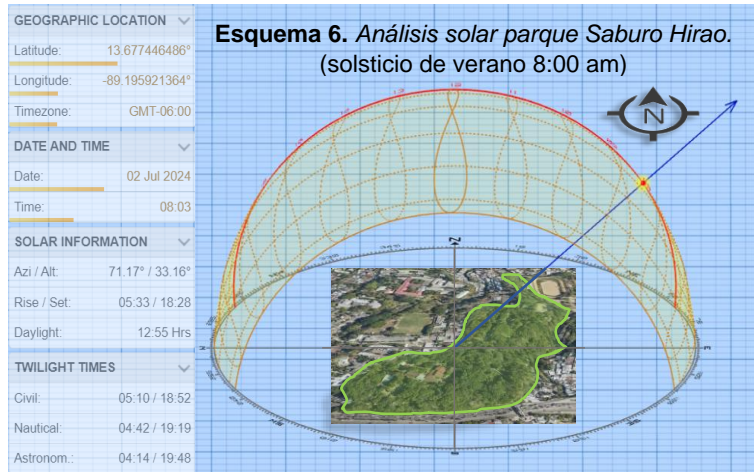 GEOGRAPHIC LOCATION
Latitude: 13.677446486°
Longitude: -89.195921364°
Timezone: GMT-06:00
DATE AND TIME
Date: 02 Jul 2024
Time: 08:03
SOLAR INFORMATION
Azi / Alt: 71.17° / 33.16°
Rise / Set: 05:33 / 18:28
Daylight: 12:55 Hrs
TWILIGHT TIMES
Civil: 05:10 / 18:52
Nautical: 04:42 / 19:19
Astronom.: 04:14 / 19:48
Esquema 6. Análisis solar parque Saburo Hirao.
(solsticio de verano 8:00 am)
N